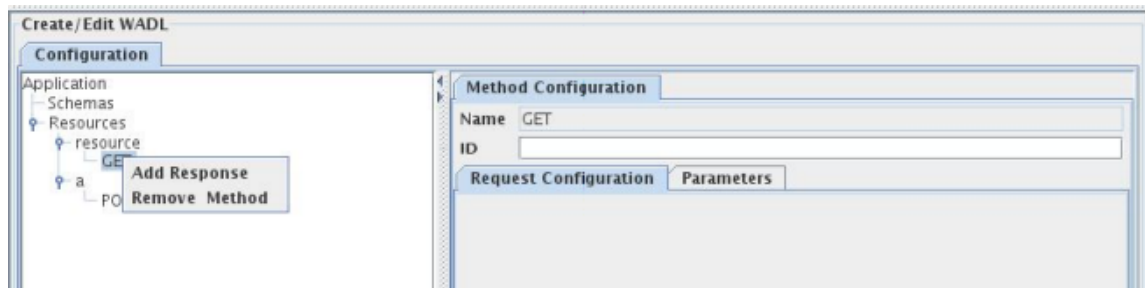 Create/Edit WADL
Configuration
Application
Schemas
Resources
resource
GET
Add Response
a
PO
Remove Method
Method Configuration
Name GET
ID
Request Configuration Parameters